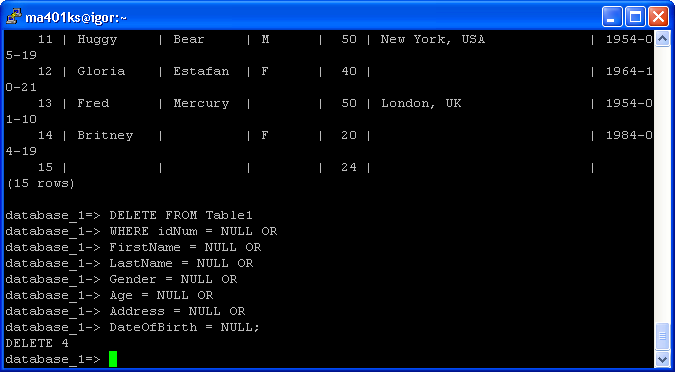 ma401ks@igor:~
11 | Huggy | Bear | M | 50 | New York, USA | 1954-0
5-19
12 | Gloria | Estafan | F | 40 | | 1964-1
0-21
13 | Fred | Mercury | | 50 | London, UK | 1954-0
1-10
14 | Britney | | F | 20 | | 1984-0
4-19
15 | | | | 24 | |
(15 rows)
database_1=> DELETE FROM Table1
database_1-> WHERE idNum = NULL OR
database_1-> FirstName = NULL OR
database_1-> LastName = NULL OR
database_1-> Gender = NULL OR
database_1-> Age = NULL OR
database_1-> Address = NULL OR
database_1-> DateOfBirth = NULL;
DELETE 4
database_1=>